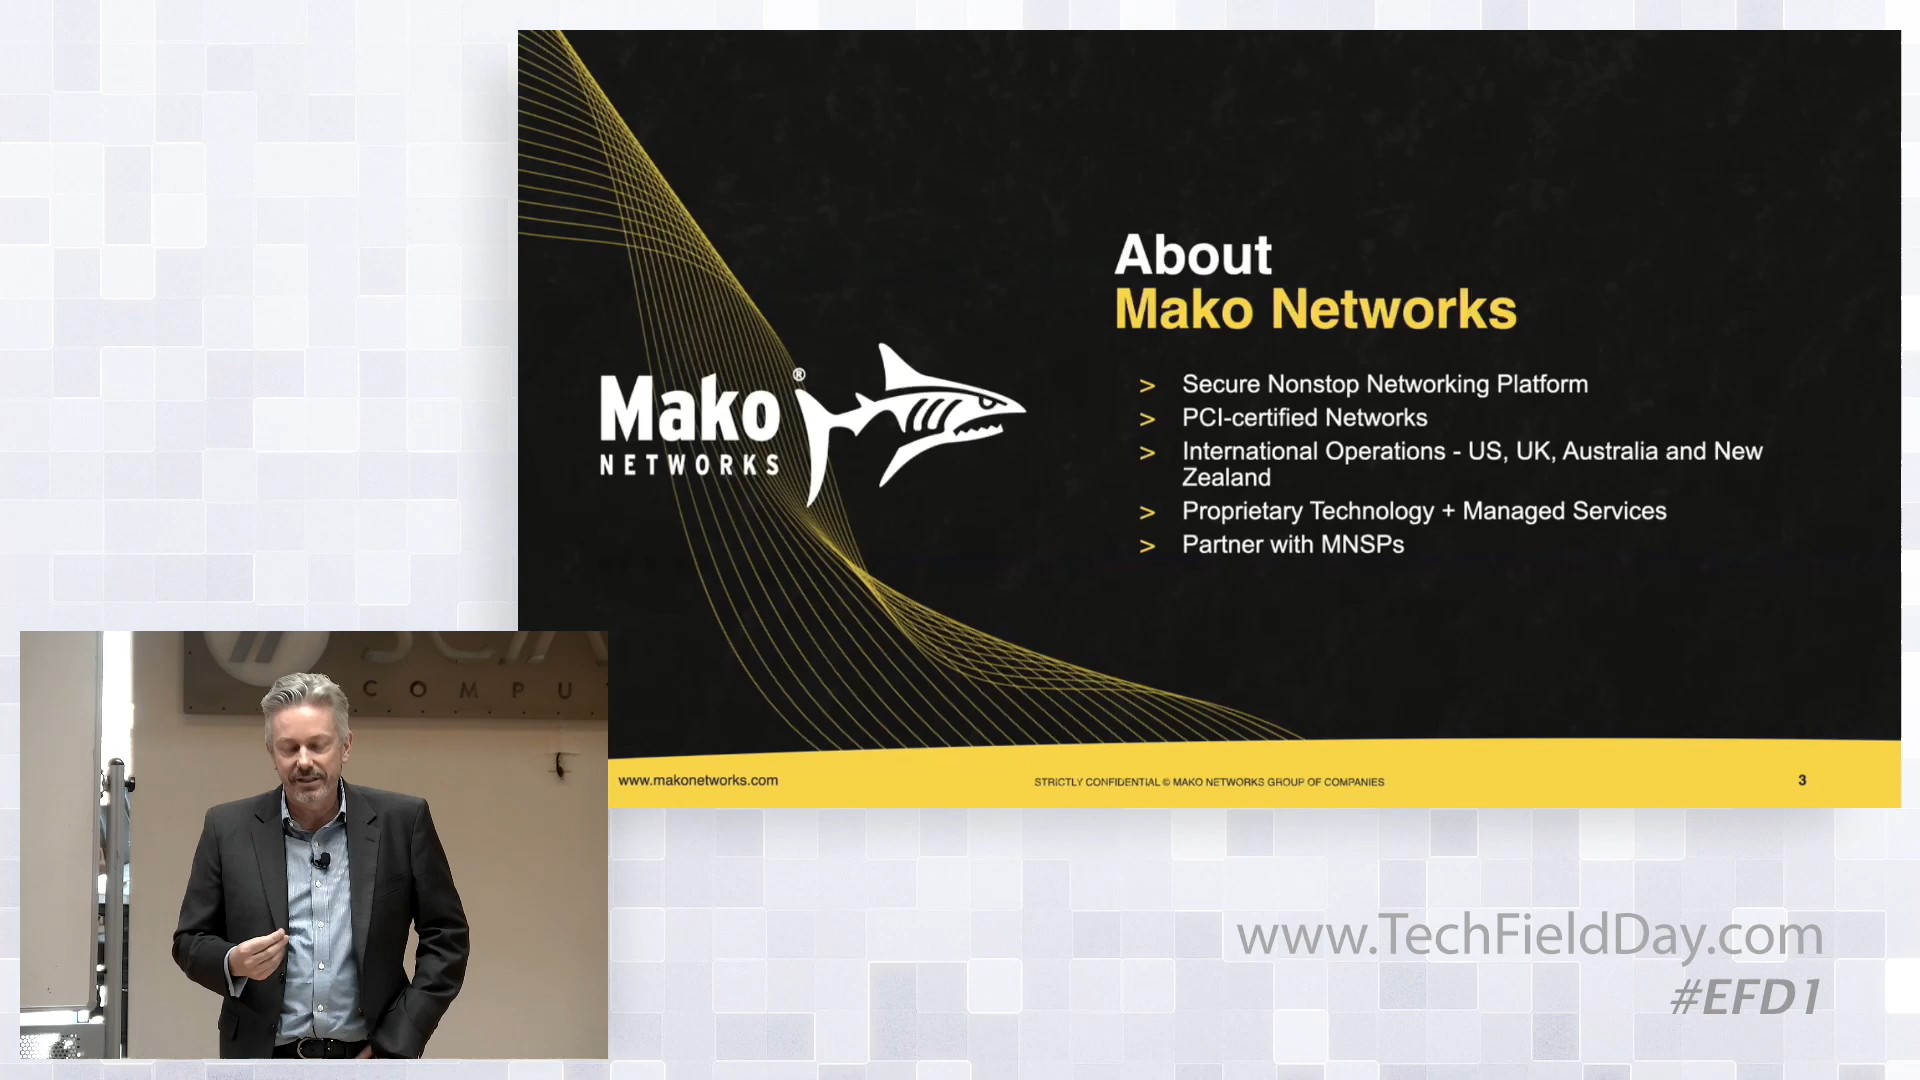 About
Mako Networks
Mako®
NETWORKS
> Secure Nonstop Networking Platform
> PCI-certified Networks
> International Operations - US, UK, Australia and New
Zealand
> Proprietary Technology + Managed Services
> Partner with MNSPs
www.makonetworks.com
STRICTLY CONFIDENTIAL © MAKO NETWORKS GROUP OF COMPANIES
3
COMPU
www.TechFieldDay.com
#EFD1